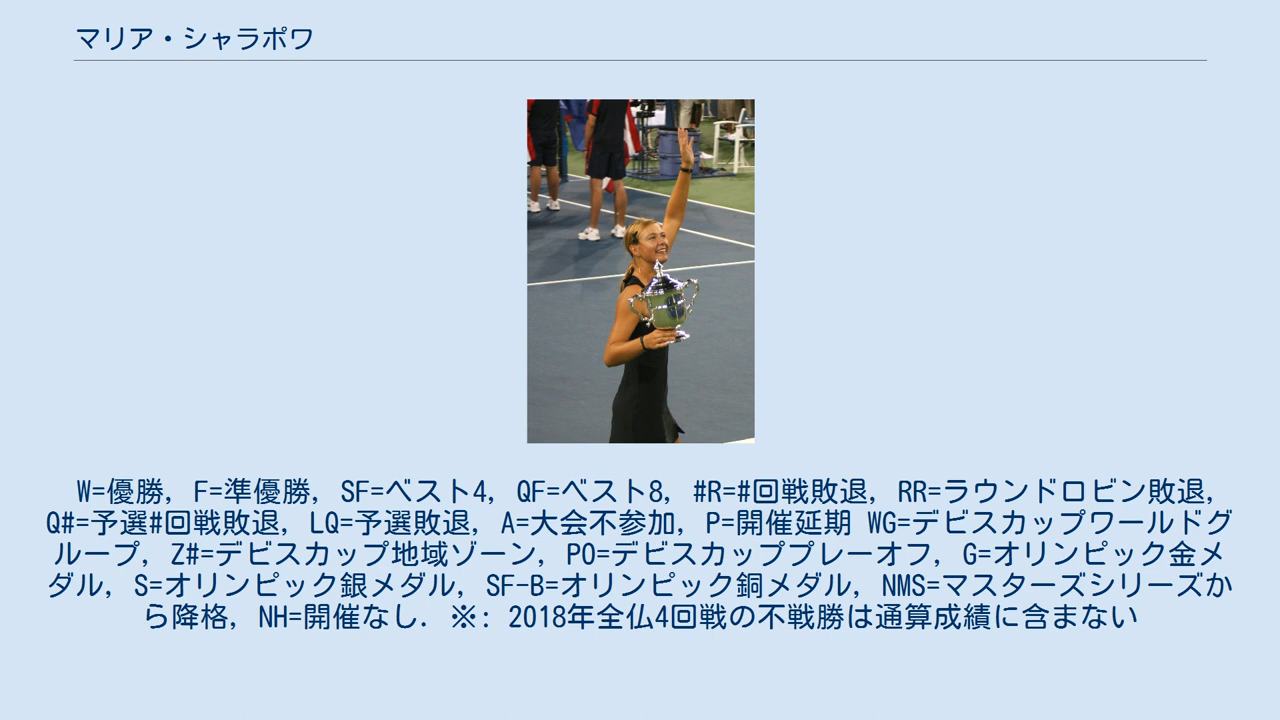 マリア・シャラポワ
W=優勝, F=準優勝, SF=ベスト4, QF=ベスト8, #R=#回戦敗退, RR=ラウンドロビン敗退,
Q#=予選#回戦敗退, LQ=予選敗退, A=大会不参加, P=開催延期 WG=デビスカップワールドグ
ループ, Z#=デビスカップ地域ゾーン, PO=デビスカッププレーオフ, G=オリンピック金メ
ダル, S=オリンピック銀メダル, SF-B=オリンピック銅メダル, NMS=マスターズシリーズか
ら降格, NH=開催なし. ※: 2018年全仏4回戦の不戦勝は通算成績に含まない